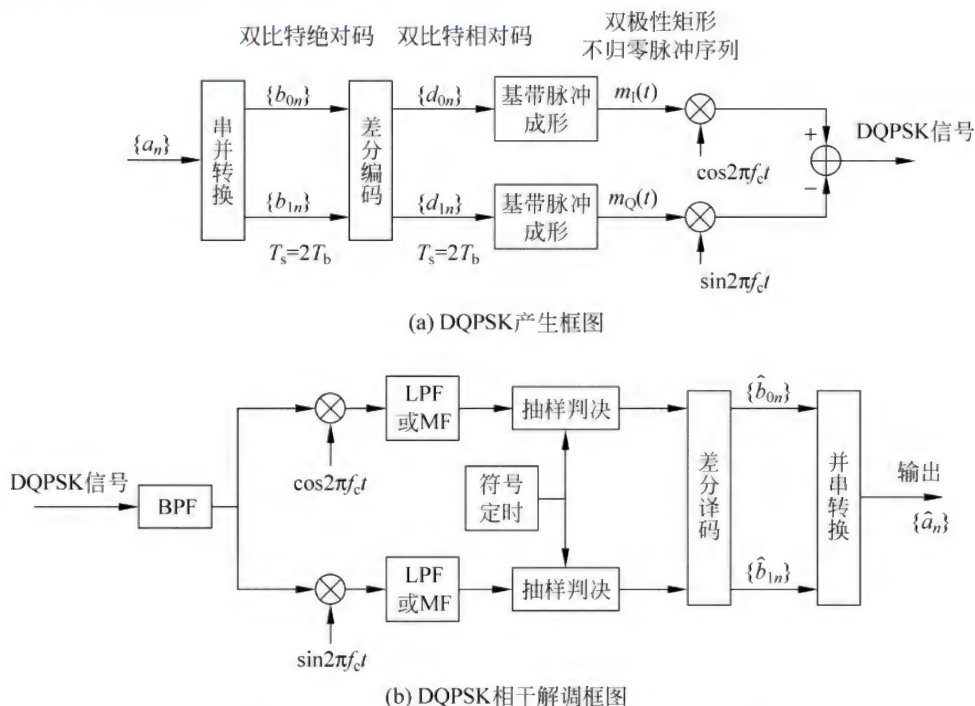 双比特绝对码
双比特相对码
双极性矩形
不归零脉冲序列
{aₙ}
串并转换
{b₀ₙ}
{b₁ₙ}
Tₛ=2T_b
差分编码
{d₀ₙ}
{d₁ₙ}
Tₛ=2T_b
基带脉冲
成形
m_I(t)
cos2πf_ct
基带脉冲
成形
m_Q(t)
sin2πf_ct
+
−
DQPSK信号
(a) DQPSK产生框图
DQPSK信号
BPF
cos2πf_ct
LPF
或MF
抽样判决
符号
定时
sin2πf_ct
LPF
或MF
抽样判决
差分译码
{b̂₀ₙ}
{b̂₁ₙ}
并串转换
输出
{âₙ}
(b) DQPSK相干解调框图